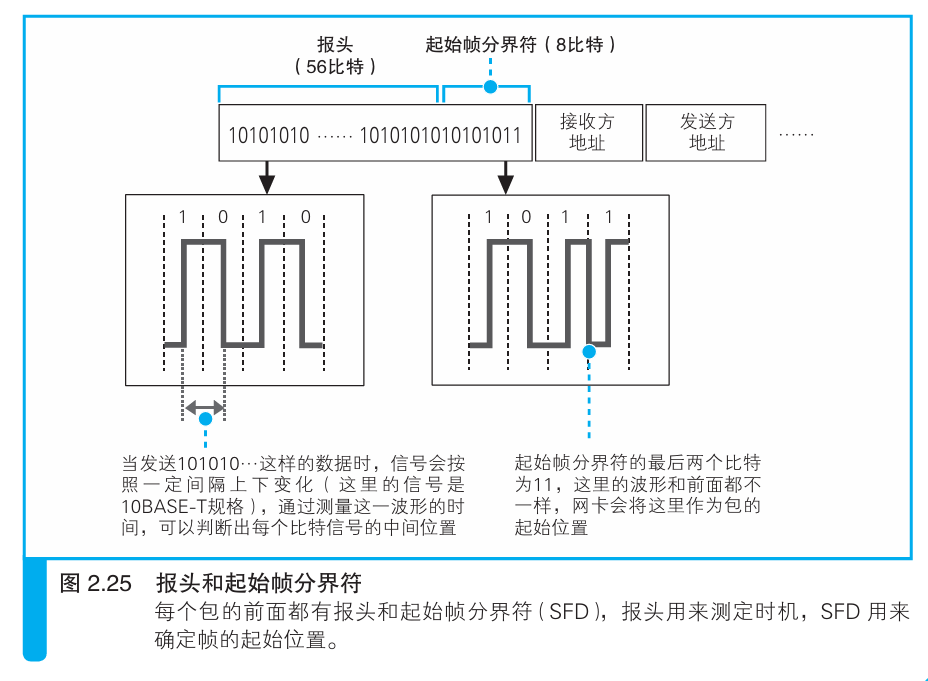 报头
（56比特）
起始帧分界符（8比特）
10101010 …… 1010101010101011
接收方
地址
发送方
地址
……
1 0 1 0
1 0 1 1
当发送101010…这样的数据时，信号会按
照一定间隔上下变化（这里的信号是
10BASE-T规格），通过测量这一波形的时
间，可以判断出每个比特信号的中间位置
起始帧分界符的最后两个比特
为11，这里的波形和前面都不
一样，网卡会将这里作为包的
起始位置
图 2.25 报头和起始帧分界符
每个包的前面都有报头和起始帧分界符（SFD），报头用来测定时机，SFD 用来
确定帧的起始位置。